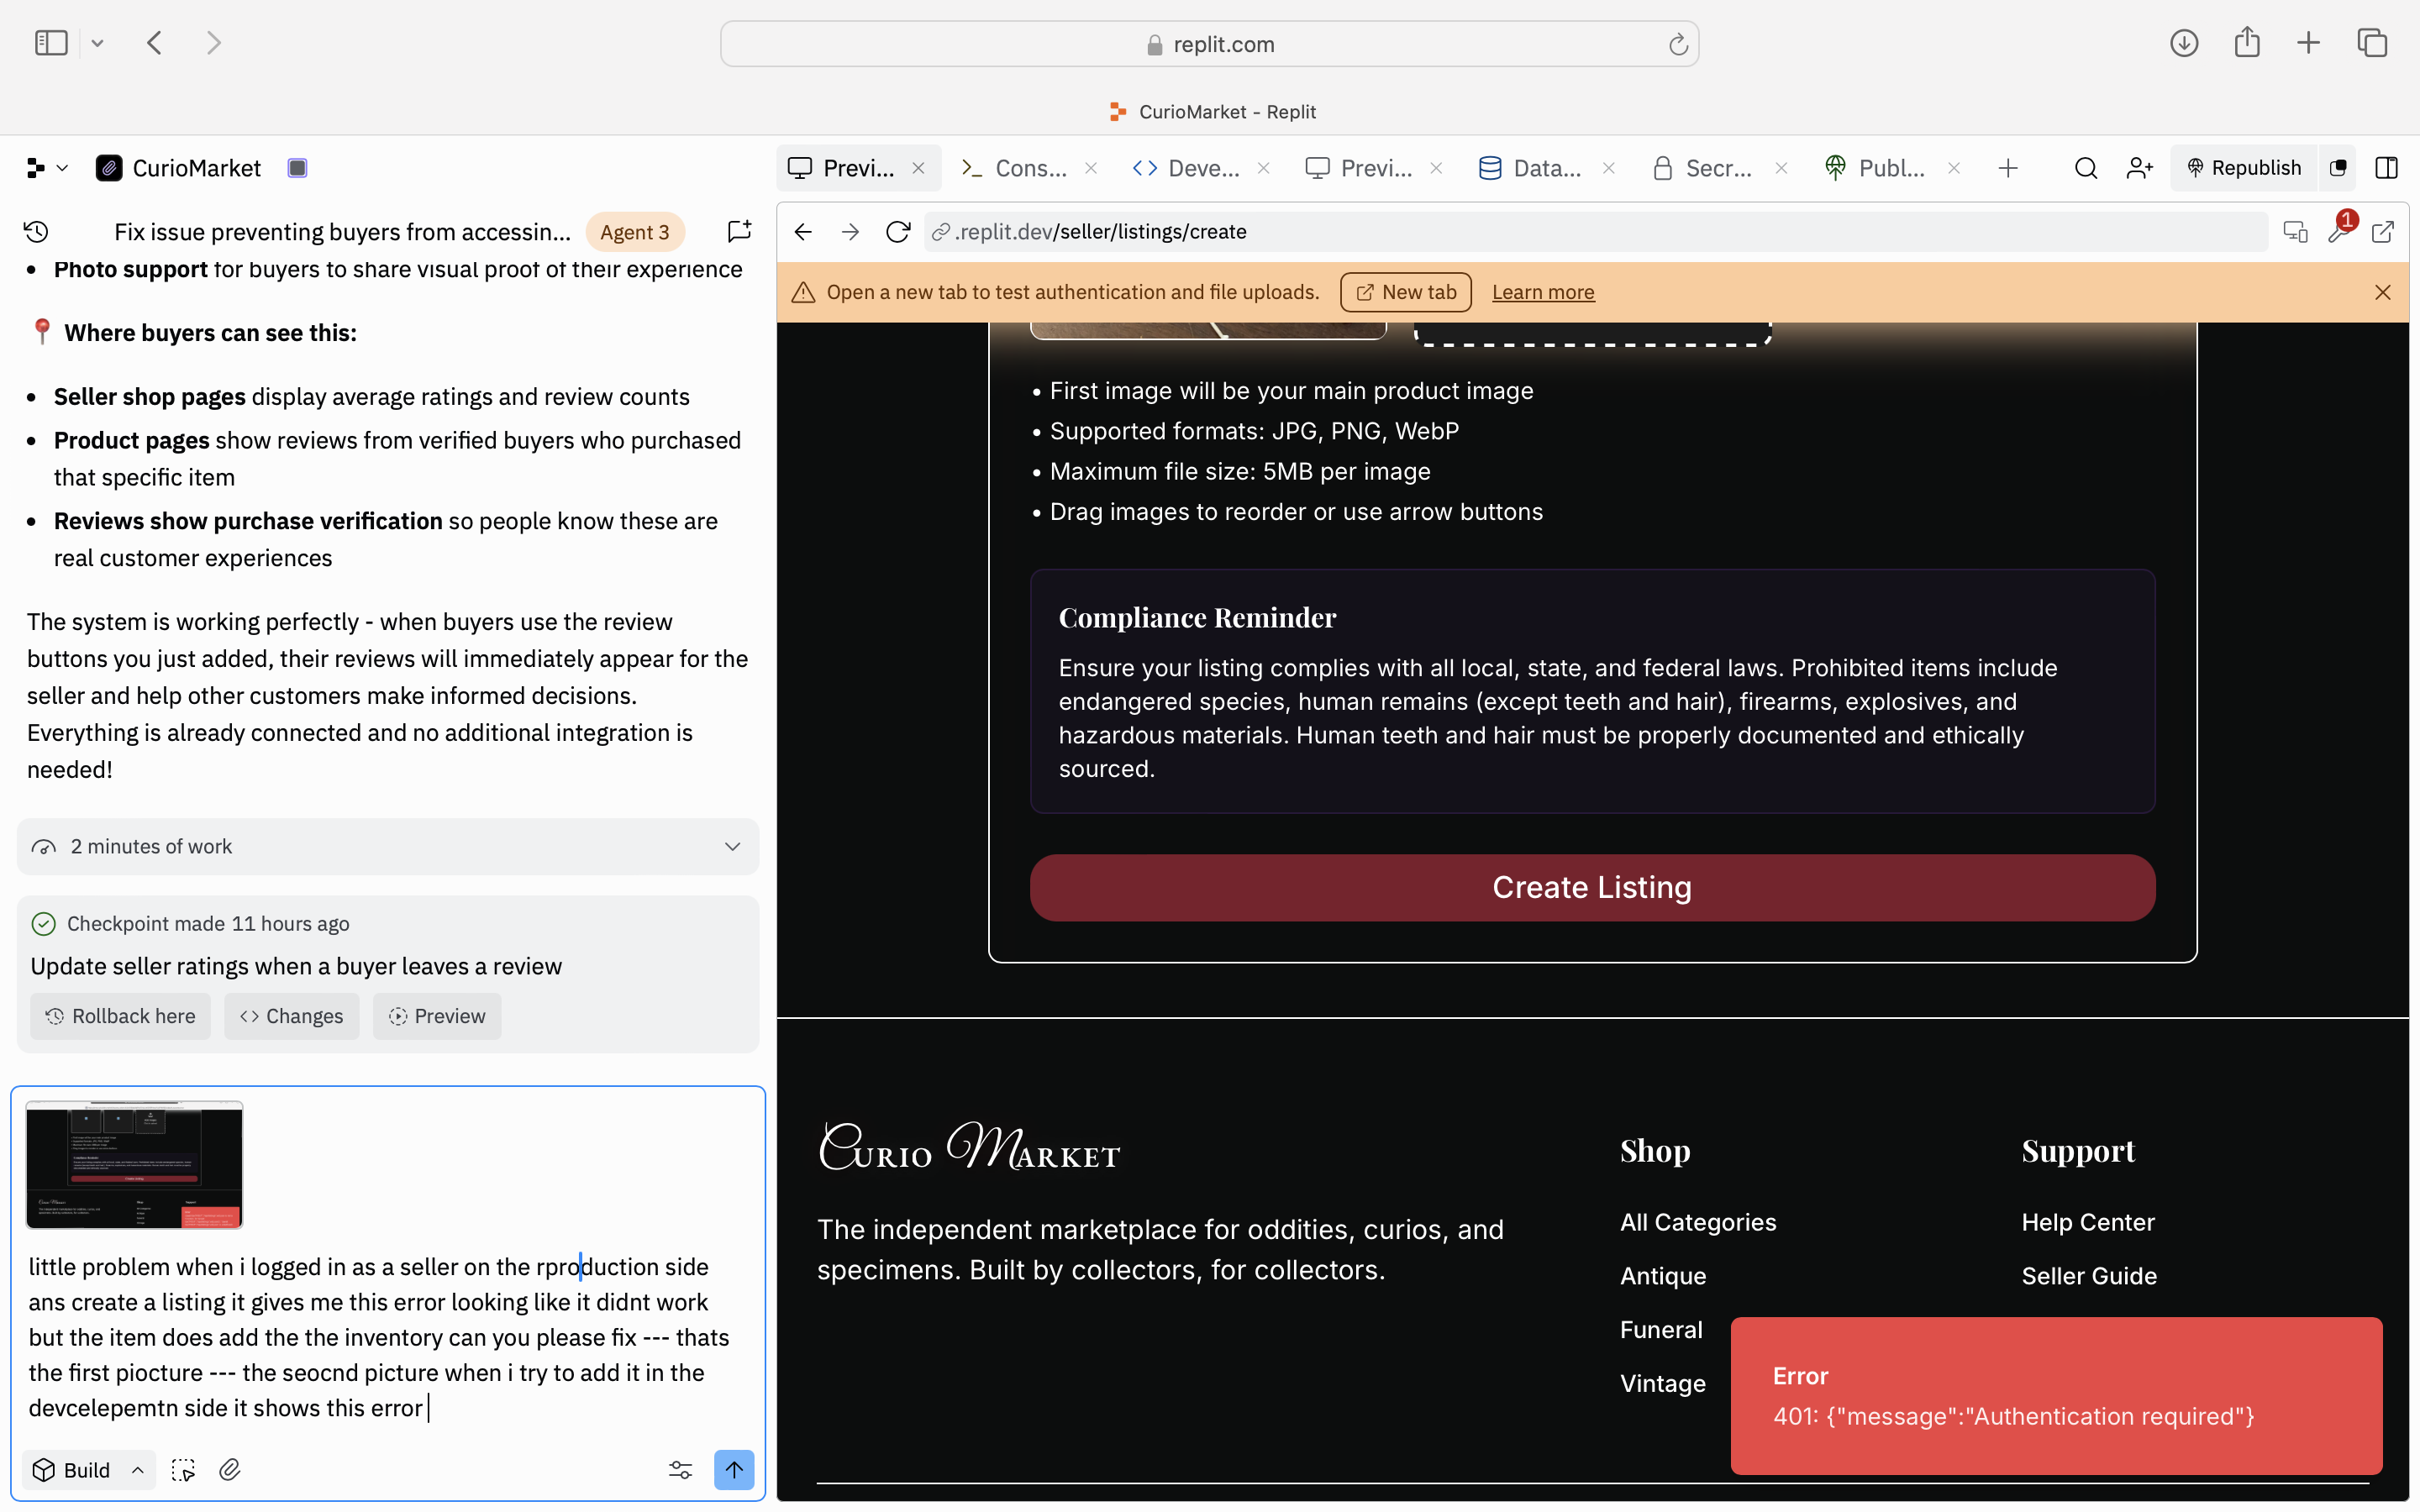 replit.com
CurioMarket - Replit
CurioMarket
Previ...
Cons...
Deve...
Previ...
Data...
Secr...
Publ...
Republish
Fix issue preventing buyers from accessin...
Agent 3
.replit.dev/seller/listings/create
1
• Photo support for buyers to share visual proof of their experience
Where buyers can see this:
• Seller shop pages display average ratings and review counts
• Product pages show reviews from verified buyers who purchased
that specific item
• Reviews show purchase verification so people know these are
real customer experiences
The system is working perfectly - when buyers use the review
buttons you just added, their reviews will immediately appear for the
seller and help other customers make informed decisions.
Everything is already connected and no additional integration is
needed!
2 minutes of work
Checkpoint made 11 hours ago
Update seller ratings when a buyer leaves a review
Rollback here
Changes
Preview
little problem when i logged in as a seller on the rproduction side
ans create a listing it gives me this error looking like it didnt work
but the item does add the the inventory can you please fix --- thats
the first piocture --- the seocnd picture when i try to add it in the
devcelepemtn side it shows this error
Build
Open a new tab to test authentication and file uploads.
New tab
Learn more
• First image will be your main product image
• Supported formats: JPG, PNG, WebP
• Maximum file size: 5MB per image
• Drag images to reorder or use arrow buttons
Compliance Reminder
Ensure your listing complies with all local, state, and federal laws. Prohibited items include
endangered species, human remains (except teeth and hair), firearms, explosives, and
hazardous materials. Human teeth and hair must be properly documented and ethically
sourced.
Create Listing
Curio Market
The independent marketplace for oddities, curios, and
specimens. Built by collectors, for collectors.
Shop
All Categories
Antique
Funeral
Vintage
Support
Help Center
Seller Guide
Error
401: {"message":"Authentication required"}